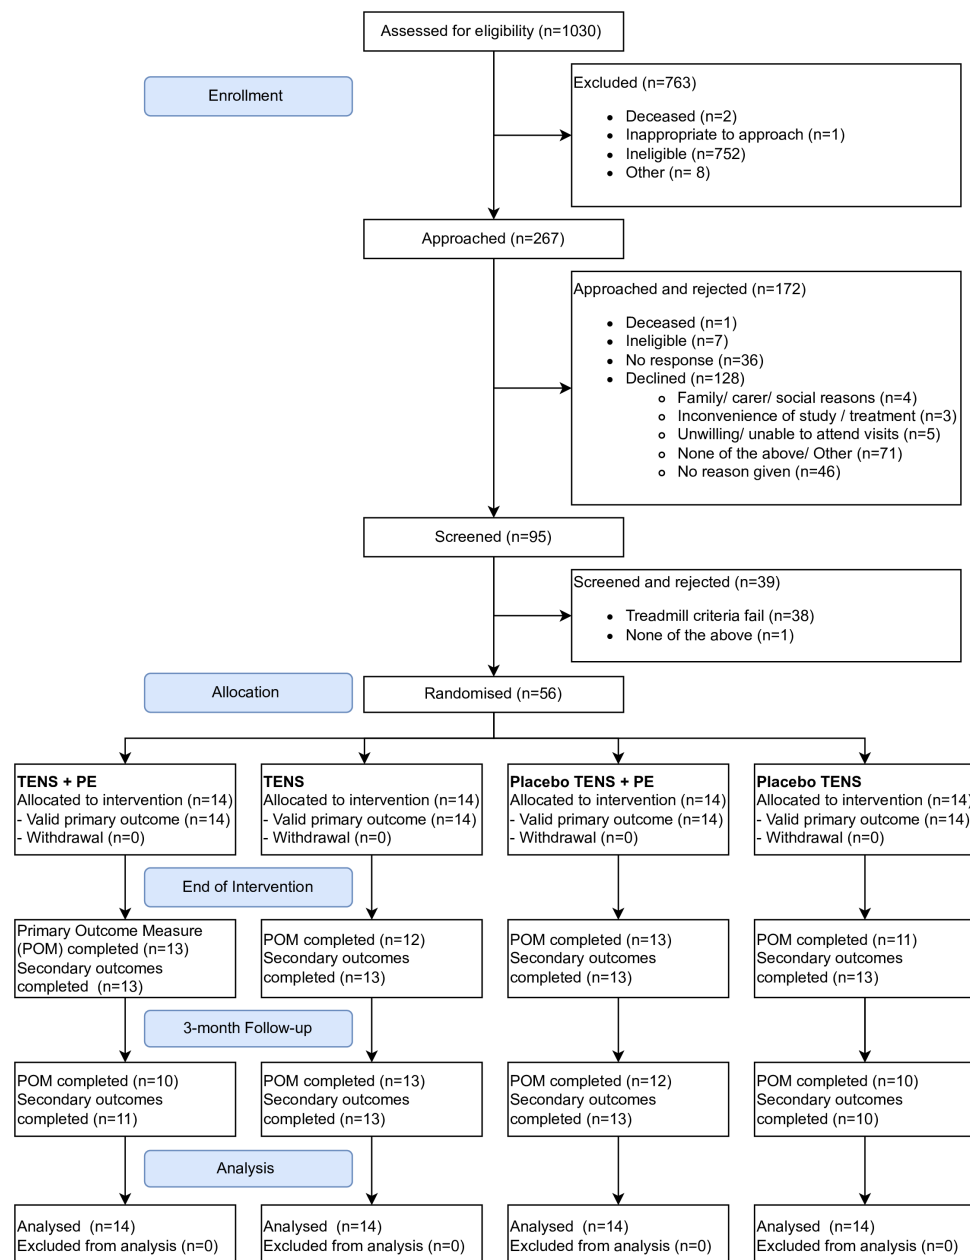 Assessed for eligibility (n=1030)
Enrollment
Excluded (n=763)
Deceased (n=2)
Inappropriate to approach (n=1)
Ineligible (n=752)
Other (n= 8)
Approached (n=267)
Approached and rejected (n=172)
Deceased (n=1)
Ineligible (n=7)
No response (n=36)
Declined (n=128)
Family/ carer/ social reasons (n=4)
Inconvenience of study / treatment (n=3)
Unwilling/ unable to attend visits (n=5)
None of the above/ Other (n=71)
No reason given (n=46)
Screened (n=95)
Screened and rejected (n=39)
Treadmill criteria fail (n=38)
None of the above (n=1)
Allocation
Randomised (n=56)
TENS + PE
Allocated to intervention (n=14)
- Valid primary outcome (n=14)
- Withdrawal (n=0)
TENS
Allocated to intervention (n=14)
- Valid primary outcome (n=14)
- Withdrawal (n=0)
Placebo TENS + PE
Allocated to intervention (n=14)
- Valid primary outcome (n=14)
- Withdrawal (n=0)
Placebo TENS
Allocated to intervention (n=14)
- Valid primary outcome (n=14)
- Withdrawal (n=0)
End of Intervention
Primary Outcome Measure
(POM) completed (n=13)
Secondary outcomes
completed (n=13)
POM completed (n=12)
Secondary outcomes
completed (n=13)
POM completed (n=13)
Secondary outcomes
completed (n=13)
POM completed (n=11)
Secondary outcomes
completed (n=13)
3-month Follow-up
POM completed (n=10)
Secondary outcomes
completed (n=11)
POM completed (n=13)
Secondary outcomes
completed (n=13)
POM completed (n=12)
Secondary outcomes
completed (n=13)
POM completed (n=10)
Secondary outcomes
completed (n=10)
Analysis
Analysed (n=14)
Excluded from analysis (n=0)
Analysed (n=14)
Excluded from analysis (n=0)
Analysed (n=14)
Excluded from analysis (n=0)
Analysed (n=14)
Excluded from analysis (n=0)